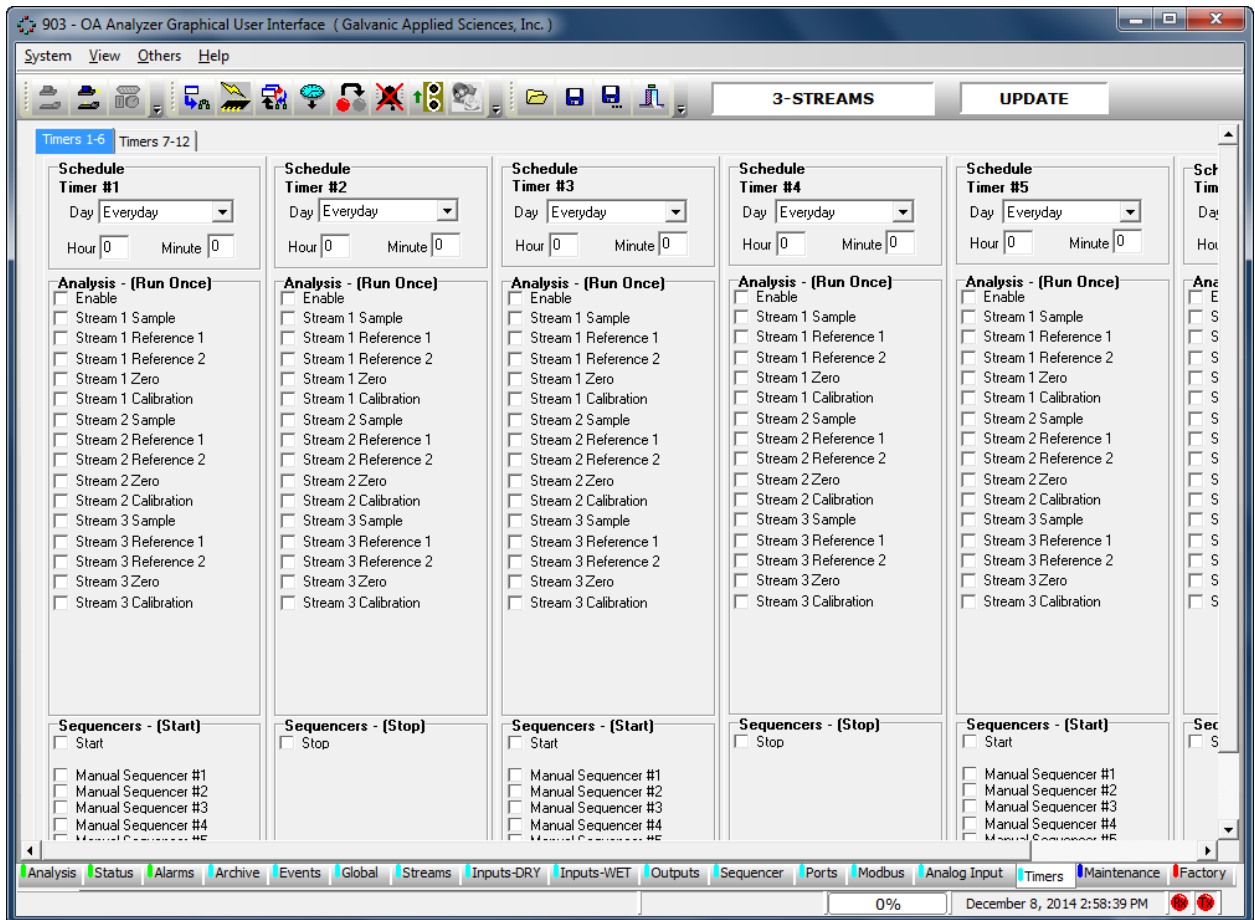 903 - OA Analyzer Graphical User Interface ( Galvanic Applied Sciences, Inc. )
System View Others Help
3-STREAMS UPDATE
Timers 1-6 Timers 7-12
Schedule
Timer #1
Day Everyday
Hour 0 Minute 0
Analysis - (Run Once)
Enable
Stream 1 Sample
Stream 1 Reference 1
Stream 1 Reference 2
Stream 1 Zero
Stream 1 Calibration
Stream 2 Sample
Stream 2 Reference 1
Stream 2 Reference 2
Stream 2 Zero
Stream 2 Calibration
Stream 3 Sample
Stream 3 Reference 1
Stream 3 Reference 2
Stream 3 Zero
Stream 3 Calibration
Sequencers - (Start)
Start
Manual Sequencer #1
Manual Sequencer #2
Manual Sequencer #3
Manual Sequencer #4
Manual Sequencer #5
Schedule
Timer #2
Day Everyday
Hour 0 Minute 0
Analysis - (Run Once)
Enable
Stream 1 Sample
Stream 1 Reference 1
Stream 1 Reference 2
Stream 1 Zero
Stream 1 Calibration
Stream 2 Sample
Stream 2 Reference 1
Stream 2 Reference 2
Stream 2 Zero
Stream 2 Calibration
Stream 3 Sample
Stream 3 Reference 1
Stream 3 Reference 2
Stream 3 Zero
Stream 3 Calibration
Sequencers - (Stop)
Stop
Schedule
Timer #3
Day Everyday
Hour 0 Minute 0
Analysis - (Run Once)
Enable
Stream 1 Sample
Stream 1 Reference 1
Stream 1 Reference 2
Stream 1 Zero
Stream 1 Calibration
Stream 2 Sample
Stream 2 Reference 1
Stream 2 Reference 2
Stream 2 Zero
Stream 2 Calibration
Stream 3 Sample
Stream 3 Reference 1
Stream 3 Reference 2
Stream 3 Zero
Stream 3 Calibration
Sequencers - (Start)
Start
Manual Sequencer #1
Manual Sequencer #2
Manual Sequencer #3
Manual Sequencer #4
Manual Sequencer #5
Schedule
Timer #4
Day Everyday
Hour 0 Minute 0
Analysis - (Run Once)
Enable
Stream 1 Sample
Stream 1 Reference 1
Stream 1 Reference 2
Stream 1 Zero
Stream 1 Calibration
Stream 2 Sample
Stream 2 Reference 1
Stream 2 Reference 2
Stream 2 Zero
Stream 2 Calibration
Stream 3 Sample
Stream 3 Reference 1
Stream 3 Reference 2
Stream 3 Zero
Stream 3 Calibration
Sequencers - (Stop)
Stop
Schedule
Timer #5
Day Everyday
Hour 0 Minute 0
Analysis - (Run Once)
Enable
Stream 1 Sample
Stream 1 Reference 1
Stream 1 Reference 2
Stream 1 Zero
Stream 1 Calibration
Stream 2 Sample
Stream 2 Reference 1
Stream 2 Reference 2
Stream 2 Zero
Stream 2 Calibration
Stream 3 Sample
Stream 3 Reference 1
Stream 3 Reference 2
Stream 3 Zero
Stream 3 Calibration
Sequencers - (Start)
Start
Manual Sequencer #1
Manual Sequencer #2
Manual Sequencer #3
Manual Sequencer #4
Manual Sequencer #5
Analysis Status Alarms Archive Events Global Streams Inputs-DRY Inputs-WET Outputs Sequencer Ports Modbus Analog Input Timers Maintenance Factory
0% December 8, 2014 2:58:39 PM Rx Tx